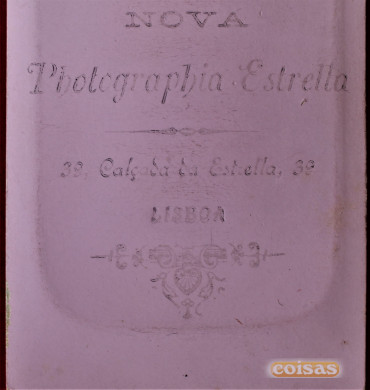 NOVA
Photographia Estrella
39, Calçada da Estrella, 39
LISBOA
coisas